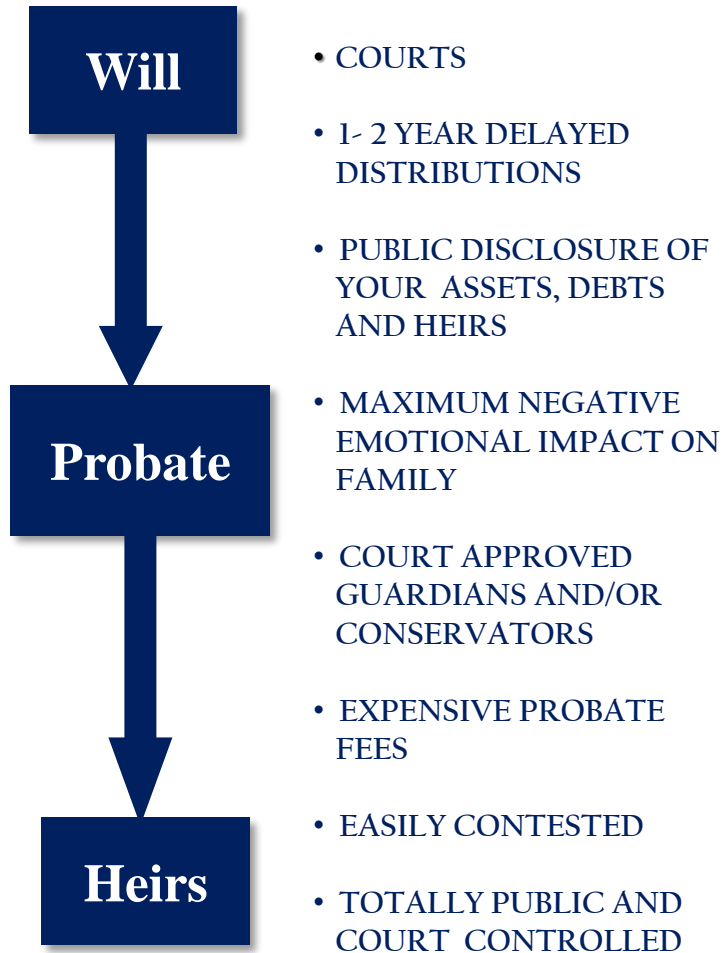 Will
• COURTS
• 1- 2 YEAR DELAYED
DISTRIBUTIONS
• PUBLIC DISCLOSURE OF
YOUR ASSETS, DEBTS
AND HEIRS
Probate
• MAXIMUM NEGATIVE
EMOTIONAL IMPACT ON
FAMILY
• COURT APPROVED
GUARDIANS AND/OR
CONSERVATORS
• EXPENSIVE PROBATE
FEES
Heirs
• EASILY CONTESTED
• TOTALLY PUBLIC AND
COURT CONTROLLED